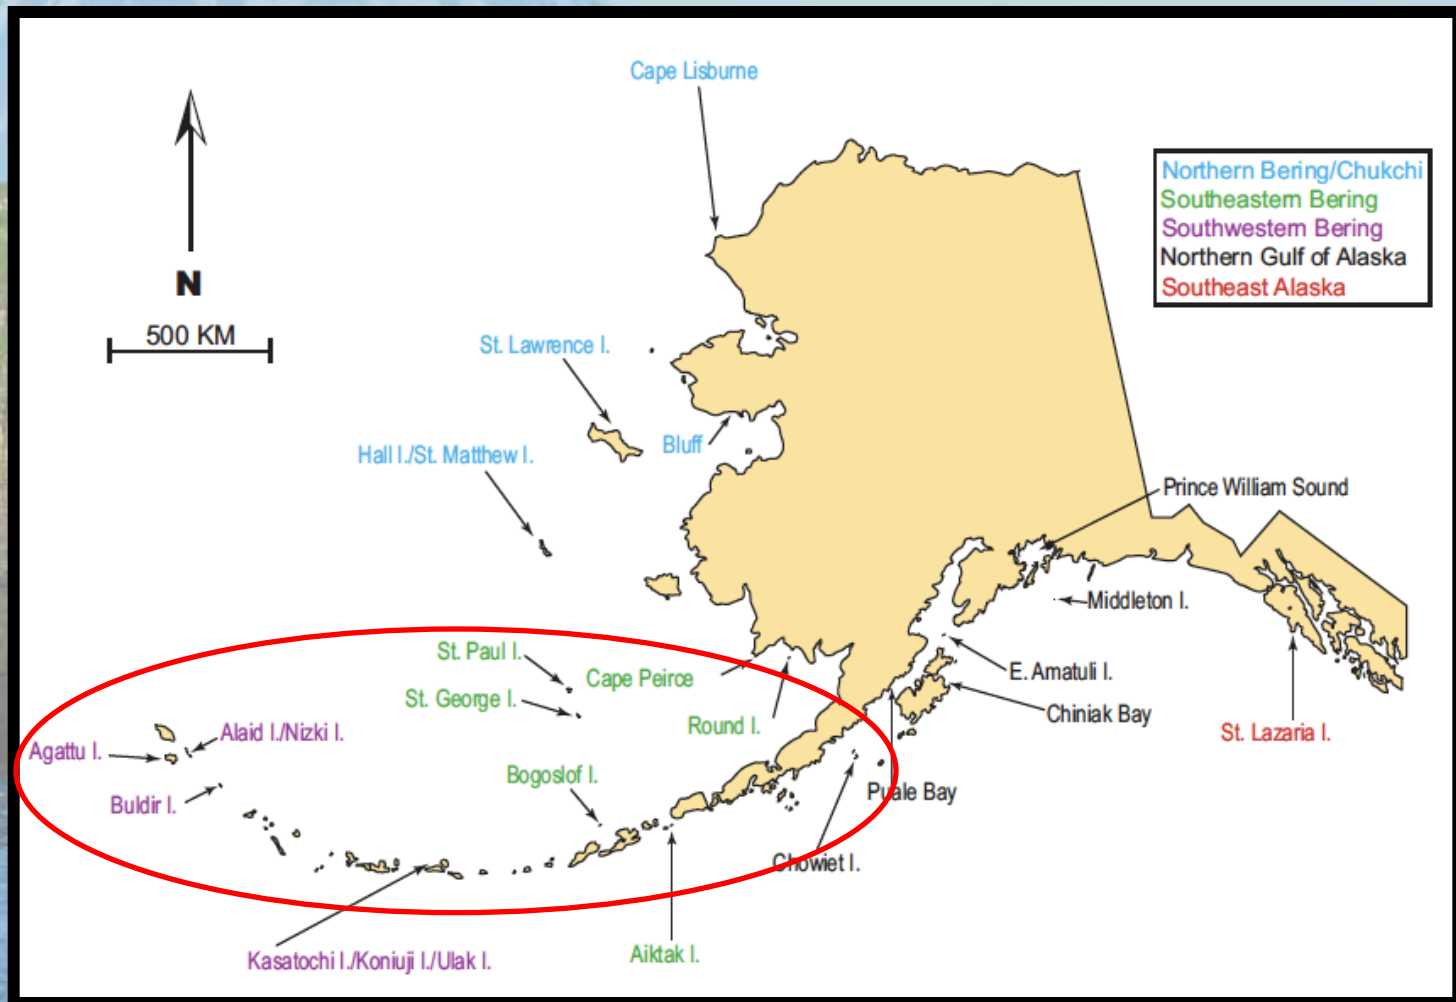 Cape Lisburne
Northern Bering/Chukchi
Southeastern Bering
Southwestern Bering
Northern Gulf of Alaska
Southeast Alaska
N
500 KM
St. Lawrence I.
Bluff
Hall I./St. Matthew I.
Prince William Sound
Middleton I.
St. Paul I.
Cape Peirce
E. Amatuli I.
St. George I.
Chiniak Bay
Round I.
St. Lazaria I.
Alaid I./Nizki I.
Agattu I.
Bogoslof I.
Buldir I.
Puale Bay
Chowiet I.
Aiktak I.
Kasatochi I./Koniuji I./Ulak I.